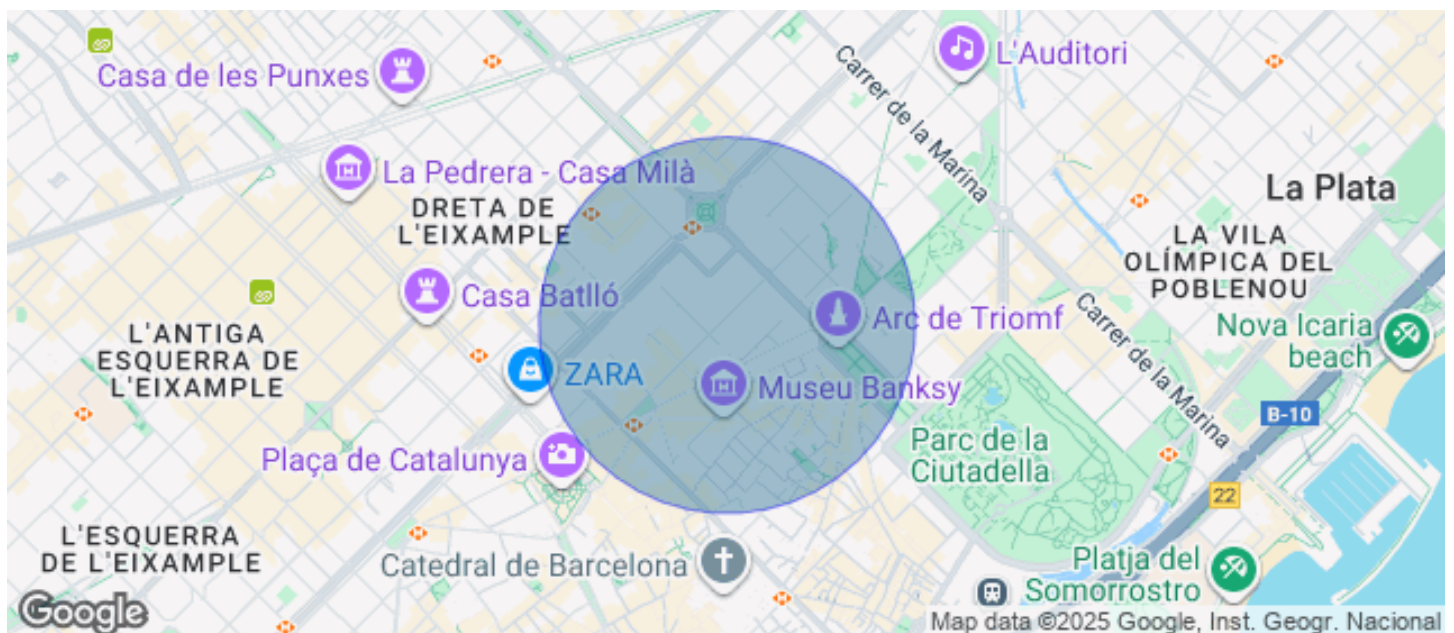 L'Auditori
Casa de les Punxes
Carrer de la Marina
La Pedrera - Casa Milà
La Plata
DRETA DE
L'EIXAMPLE
LA VILA
OLÍMPICA DEL
POBLENOU
Casa Batlló
Arc de Triomf
L'ANTIGA
ESQUERRA DE
L'EIXAMPLE
Carrer de la Marina
Nova Icaria
beach
ZARA
Museu Banksy
B-10
Parc de la
Ciutadella
Plaça de Catalunya
22
L'ESQUERRA
DE L'EIXAMPLE
Catedral de Barcelona
Platja del
Somorrostro
Google
Map data ©2025 Google, Inst. Geogr. Nacional